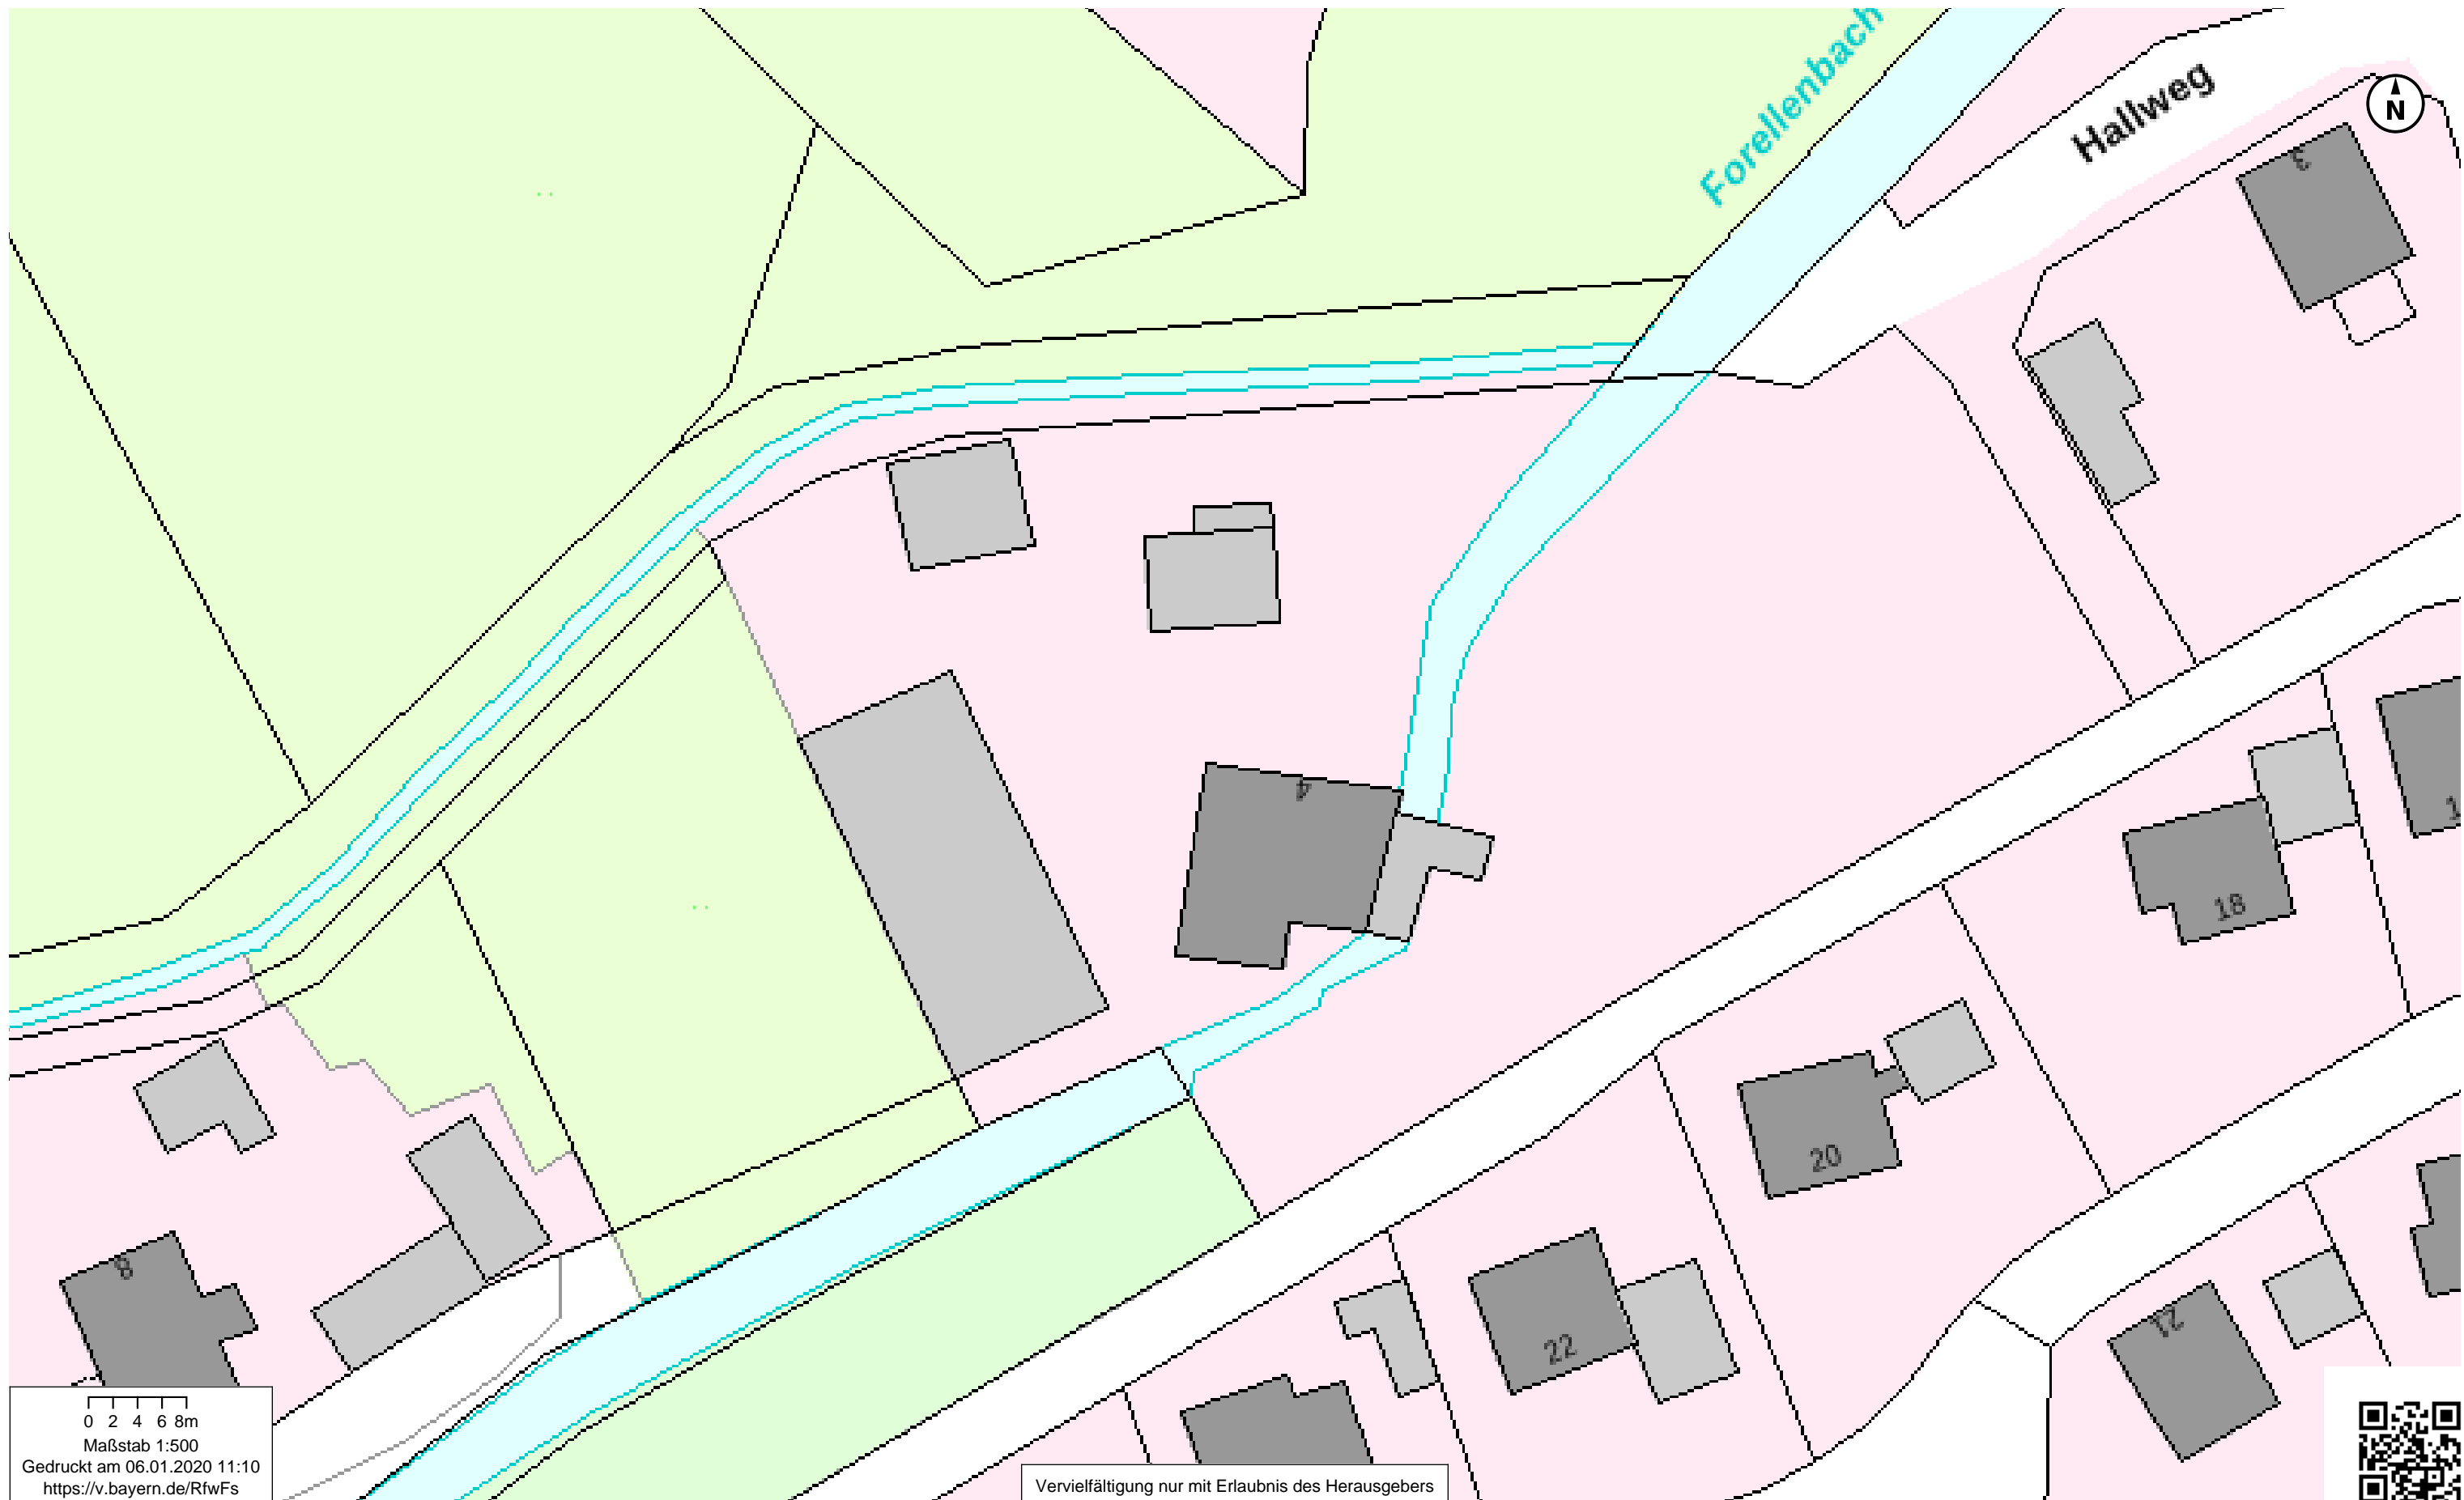 Forellenbach
Hallweg
N
3
4
18
1
20
22
8
21
0 2 4 6 8m
Maßstab 1:500
Gedruckt am 06.01.2020 11:10
https://v.bayern.de/RfwFs
Vervielfältigung nur mit Erlaubnis des Herausgebers